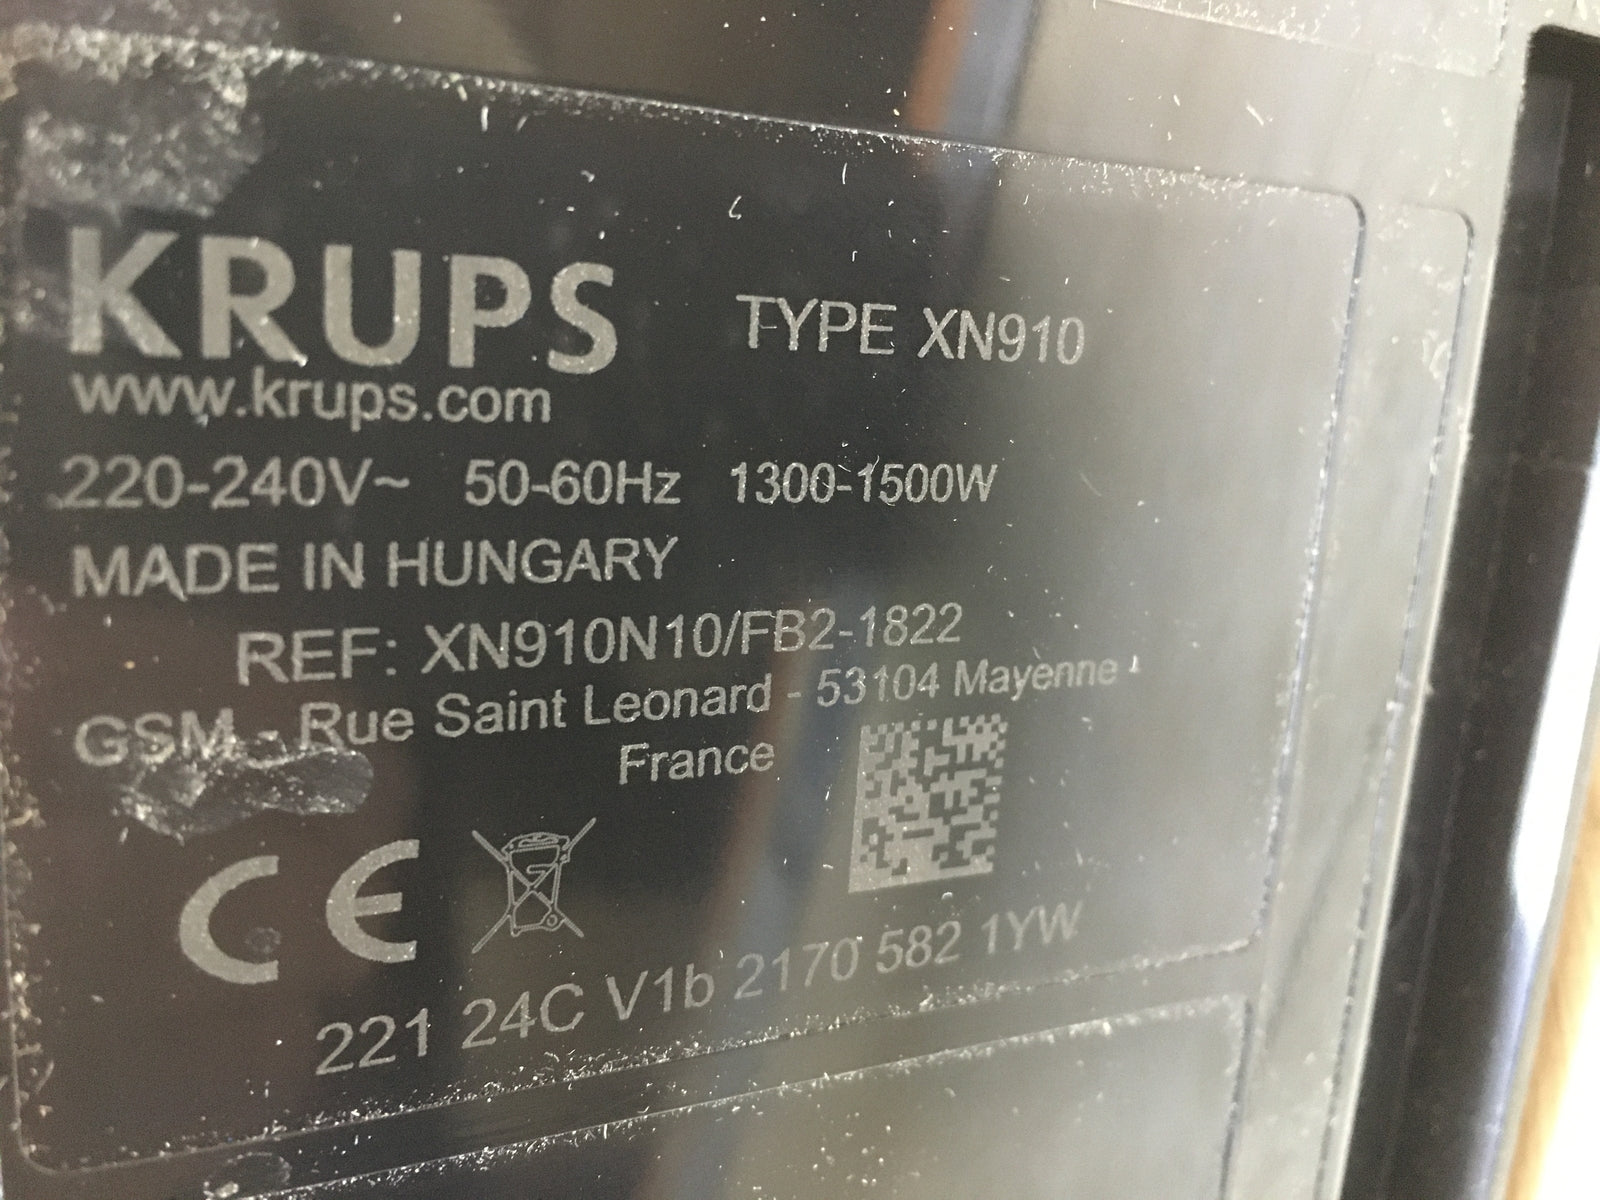 KRUPS TYPE XN910
www.krups.com
220-240V~ 50-60Hz 1300-1500W
MADE IN HUNGARY
REF: XN910N10/FB2-1822
GSM - Rue Saint Leonard - 53104 Mayenne -
France
CE
221 24C V1b 2170 582 1YW